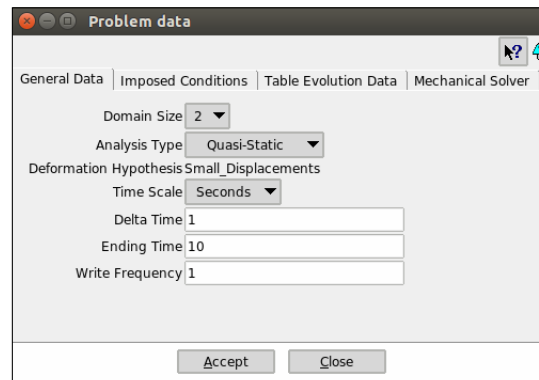 Problem data
General Data Imposed Conditions Table Evolution Data Mechanical Solver
Domain Size 2
Analysis Type Quasi-Static
Deformation Hypothesis Small_Displacements
Time Scale Seconds
Delta Time 1
Ending Time 10
Write Frequency 1
Accept Close